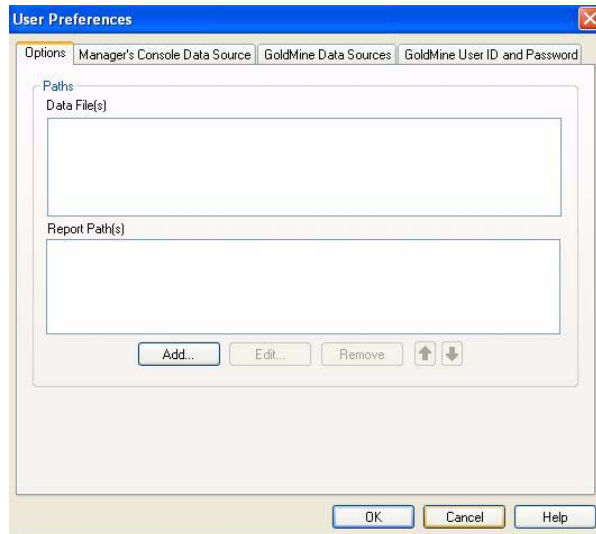 User Preferences
Options Manager's Console Data Source GoldMine Data Sources GoldMine User ID and Password
Paths
Data File(s)
Report Path(s)
Add... Edit... Remove
OK Cancel Help